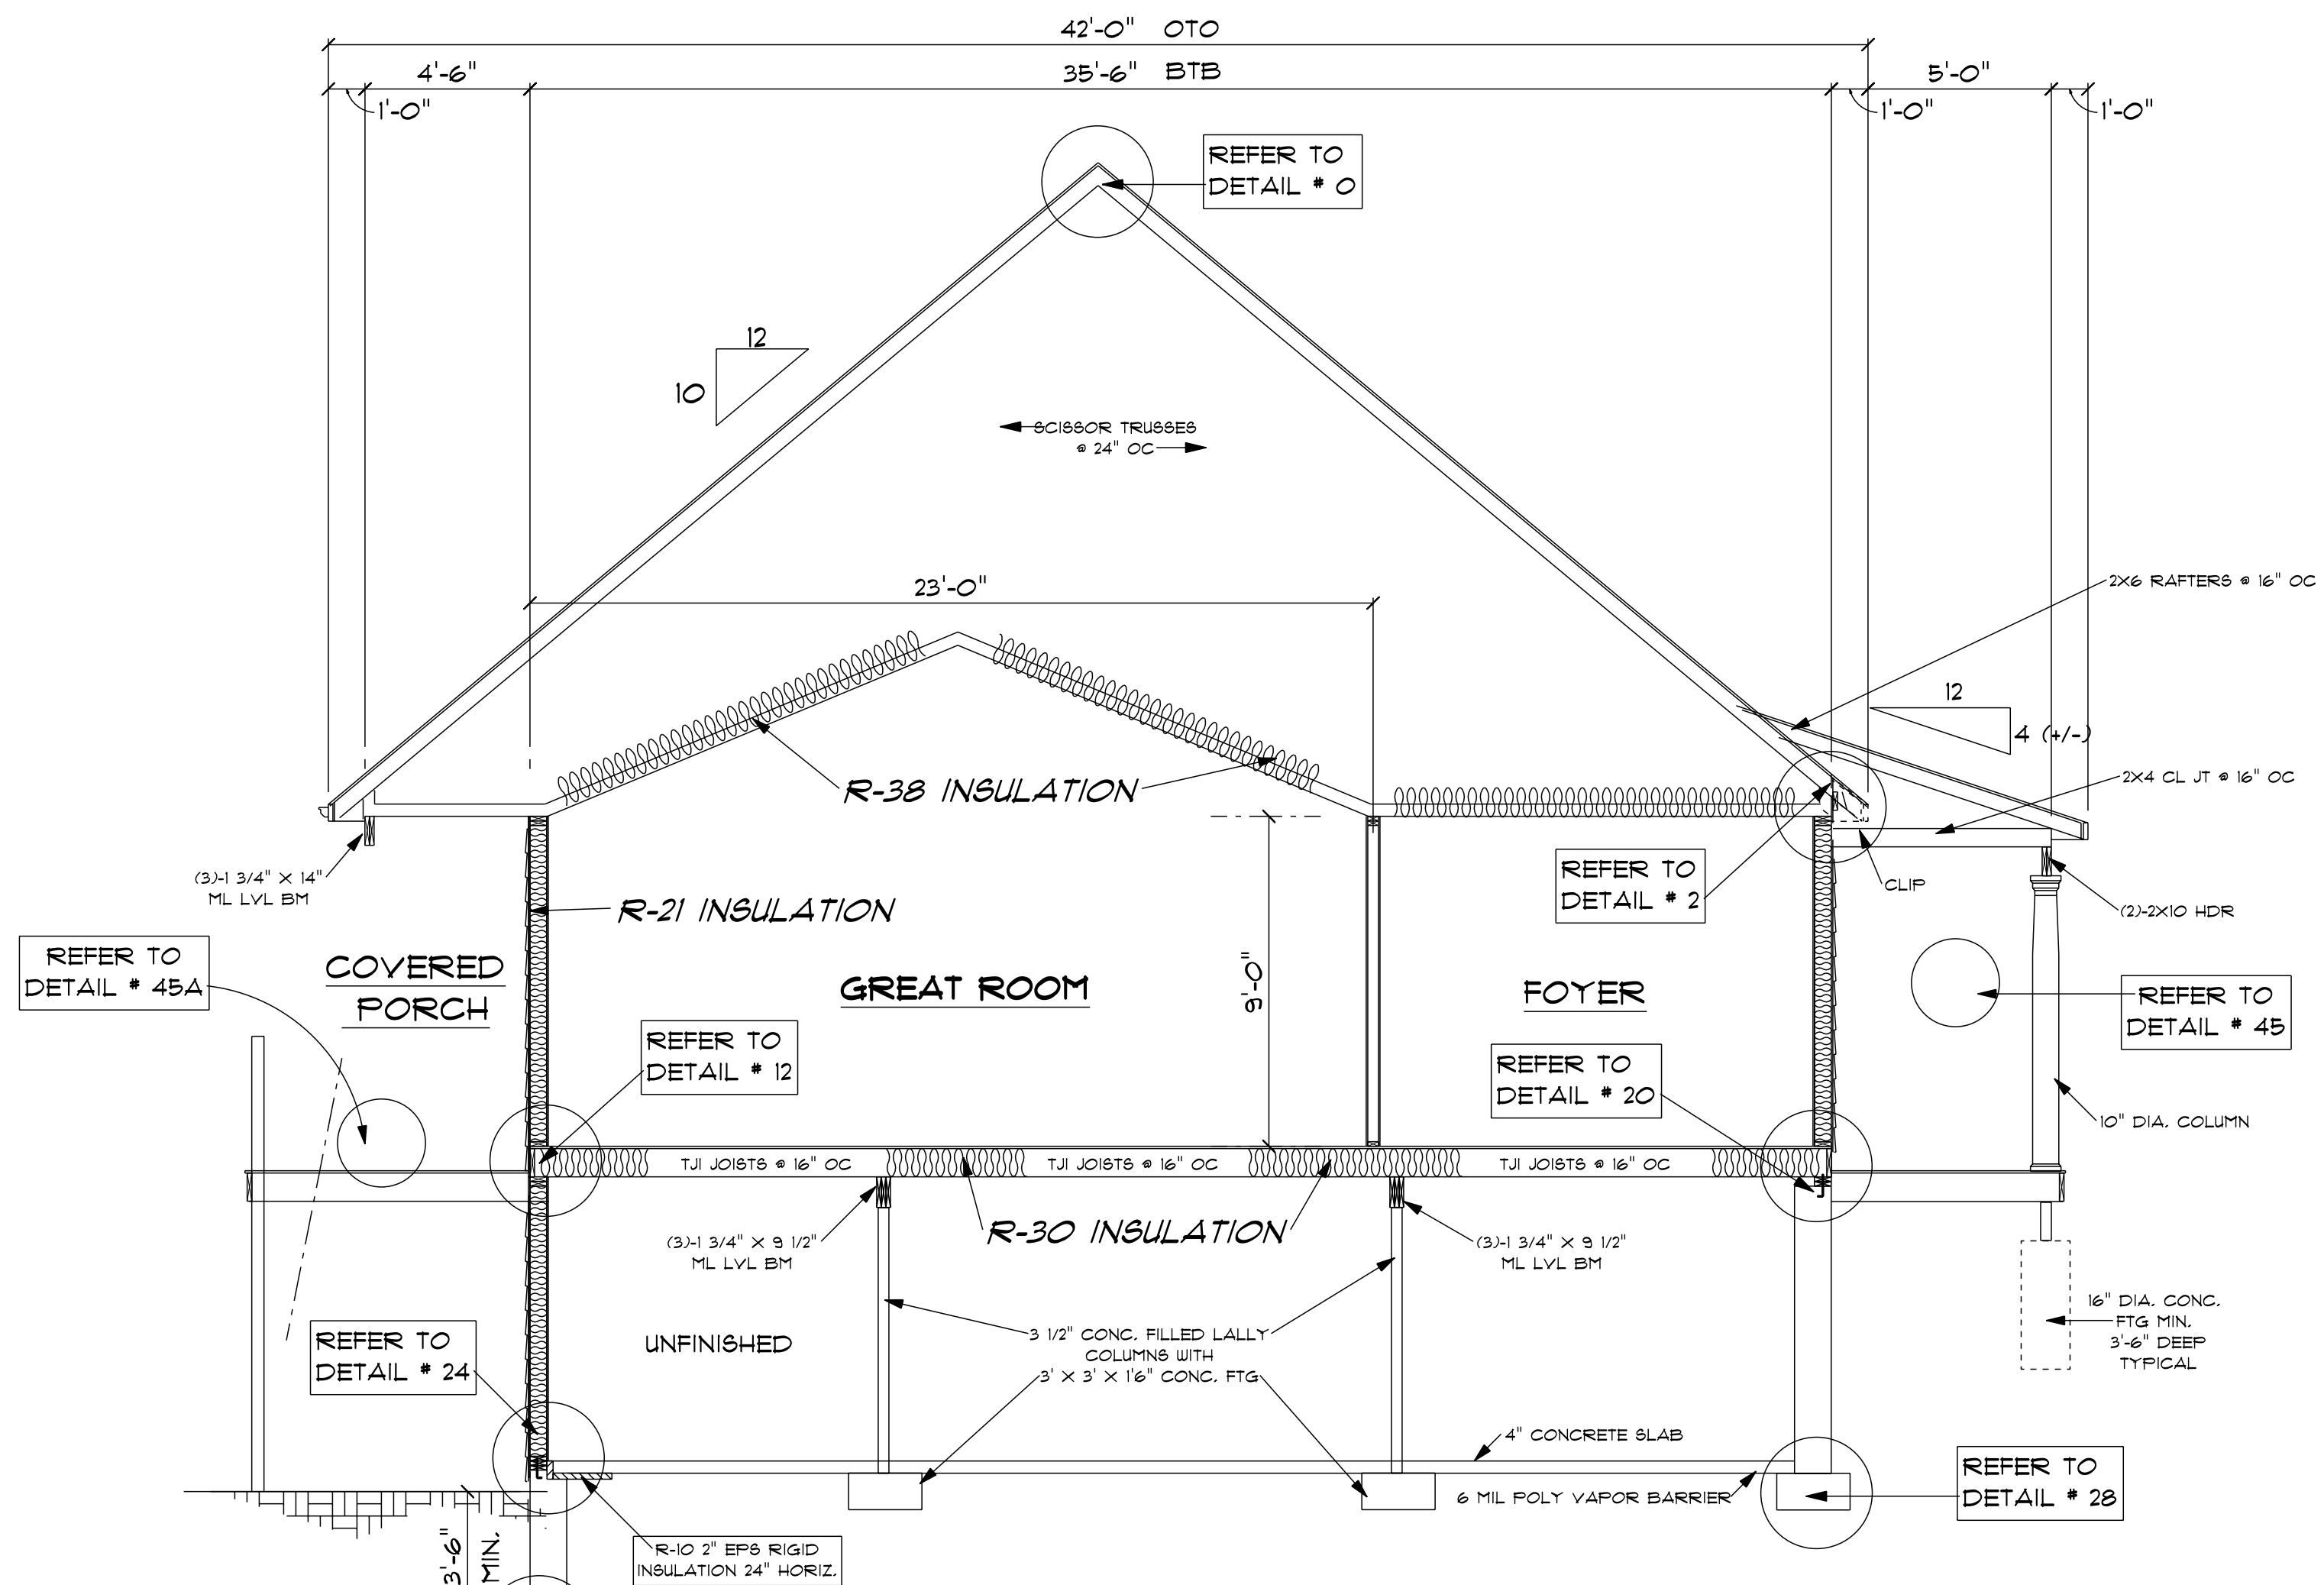 42'-0" OTO
4'-6"
35'-6" BTB
5'-0"
1'-0"
1'-0"
1'-0"
REFER TO
DETAIL # 0
12
10
SCISSOR TRUSSES
@ 24" OC
23'-0"
2X6 RAFTERS @ 16" OC
12
4 (+/-)
2X4 CL JT @ 16" OC
R-38 INSULATION
(3)-1 3/4" X 14"
ML LVL BM
REFER TO
DETAIL # 2
CLIP
(2)-2X10 HDR
R-21 INSULATION
REFER TO
DETAIL # 45A
COVERED
PORCH
GREAT ROOM
9'-0"
FOYER
REFER TO
DETAIL # 45
REFER TO
DETAIL # 12
REFER TO
DETAIL # 20
10" DIA. COLUMN
TJI JOISTS @ 16" OC
TJI JOISTS @ 16" OC
TJI JOISTS @ 16" OC
(3)-1 3/4" X 9 1/2"
ML LVL BM
R-30 INSULATION
(3)-1 3/4" X 9 1/2"
ML LVL BM
16" DIA. CONC.
FTG MIN.
3'-6" DEEP
TYPICAL
REFER TO
DETAIL # 24
UNFINISHED
3 1/2" CONC. FILLED LALLY
COLUMNS WITH
3' X 3' X 1'6" CONC. FTG
4" CONCRETE SLAB
6 MIL POLY VAPOR BARRIER
REFER TO
DETAIL # 28
3'-6"
MIN.
R-10 2" EPS RIGID
INSULATION 24" HORIZ.